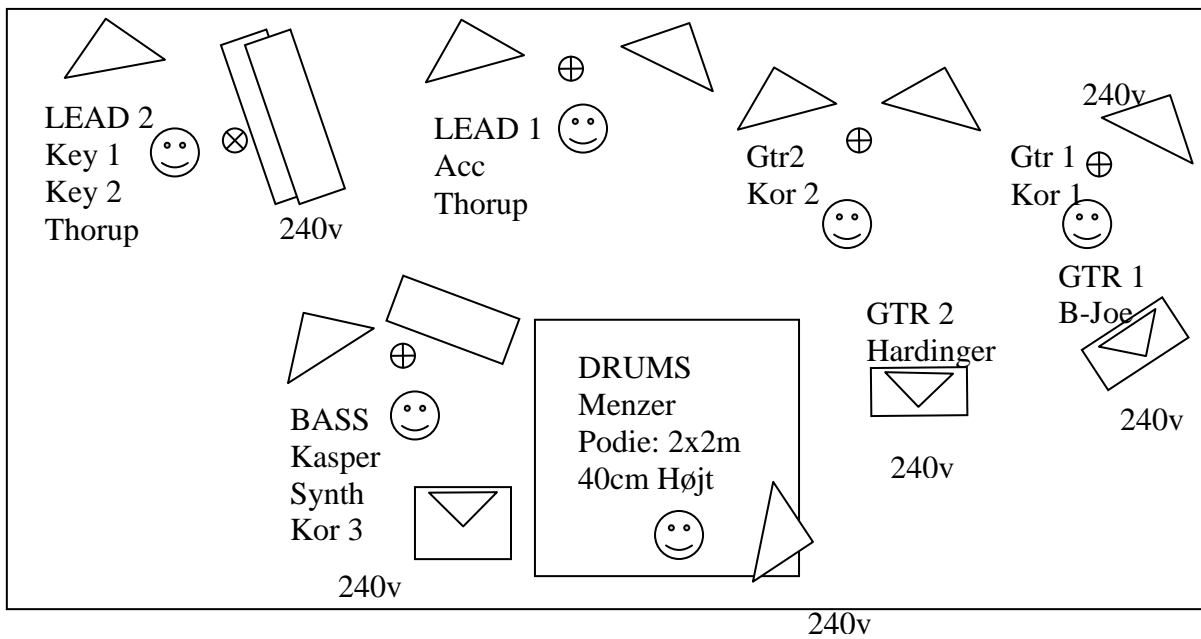 LEAD 2
Key 1
Key 2
Thorup
240v
LEAD 1
Acc
Thorup
Gtr2
Kor 2
240v
Gtr 1
Kor 1
GTR 1
B-Joe
240v
GTR 2
Hardinger
240v
DRUMS
Menzer
Podie: 2x2m
40cm Højt
240v
BASS
Kasper
Synth
Kor 3
240v